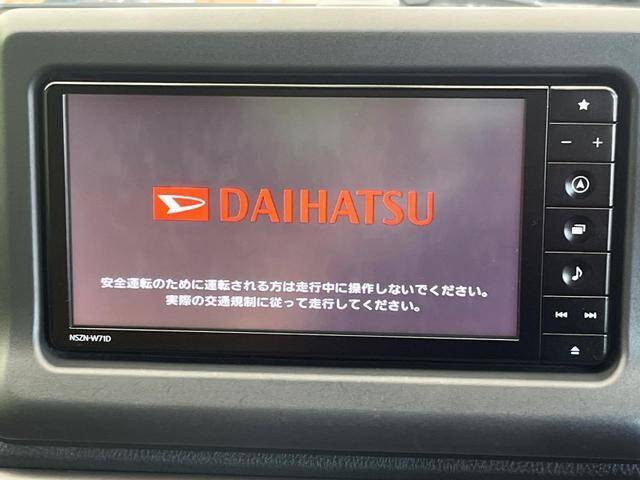 DAIHATSU
安全運転のために運転される方は走行中に操作しないでください。
実際の交通規制に従って走行してください。
NSZN-W71D